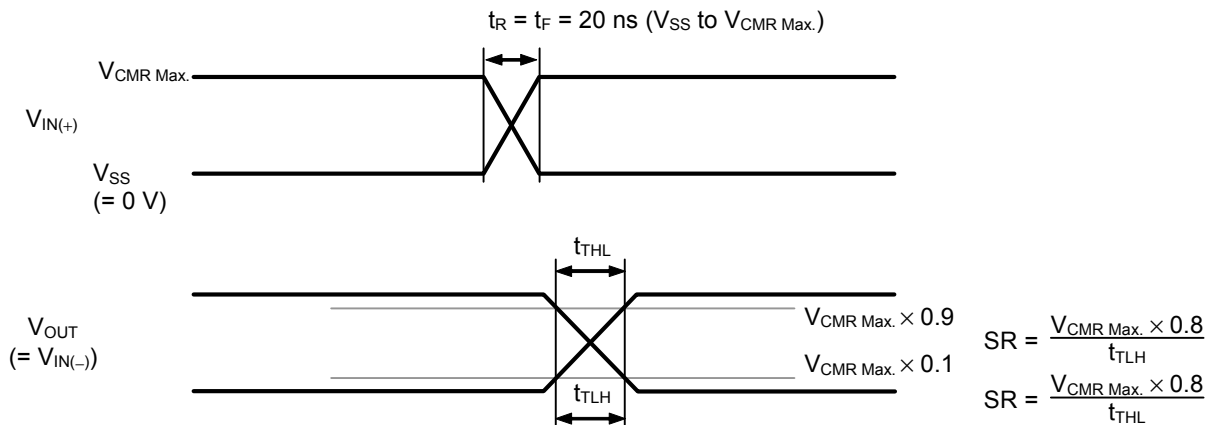 tR = tF = 20 ns (VSS to VCMR Max.)
VCMR Max.
VIN(+)
VSS
(= 0 V)
tTHL
VOUT
(= VIN(–))
VCMR Max. × 0.9
VCMR Max. × 0.1
tTLH
SR = VCMR Max. × 0.8
tTLH
SR = VCMR Max. × 0.8
tTHL